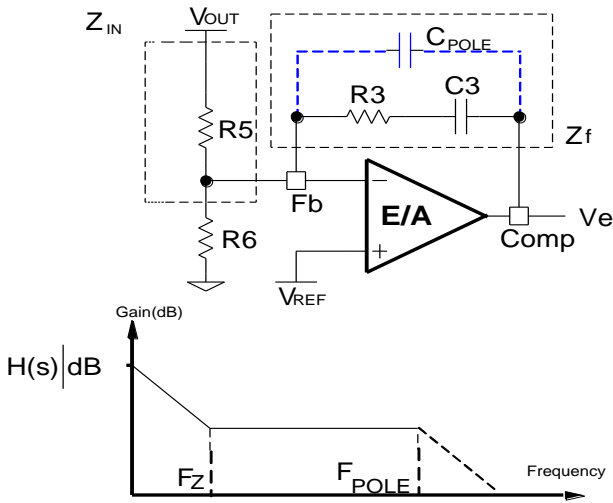 ZIN
VOUT
CPOLE
R3
C3
R5
Zf
Fb
−
E/A
+
Ve
Comp
R6
VREF
Gain(dB)
H(s)|dB
FZ
FPOLE
Frequency